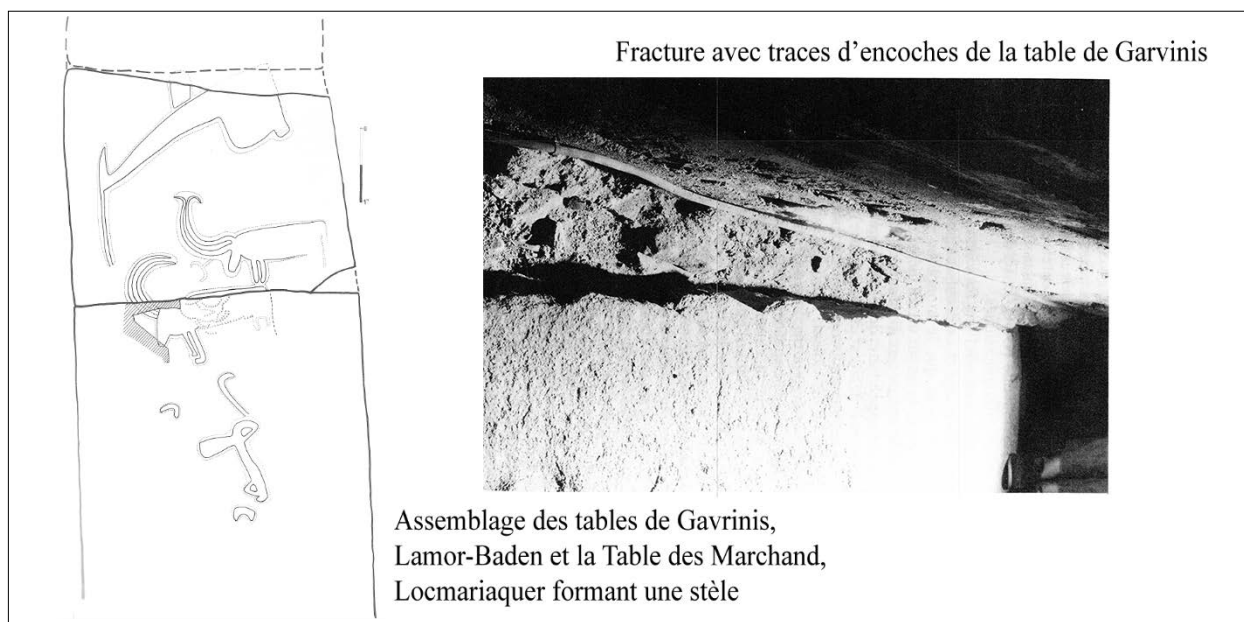 Fracture avec traces d’encoches de la table de Garvinis
Assemblage des tables de Gavrinis,
Lamor-Baden et la Table des Marchand,
Locmariaquer formant une stèle